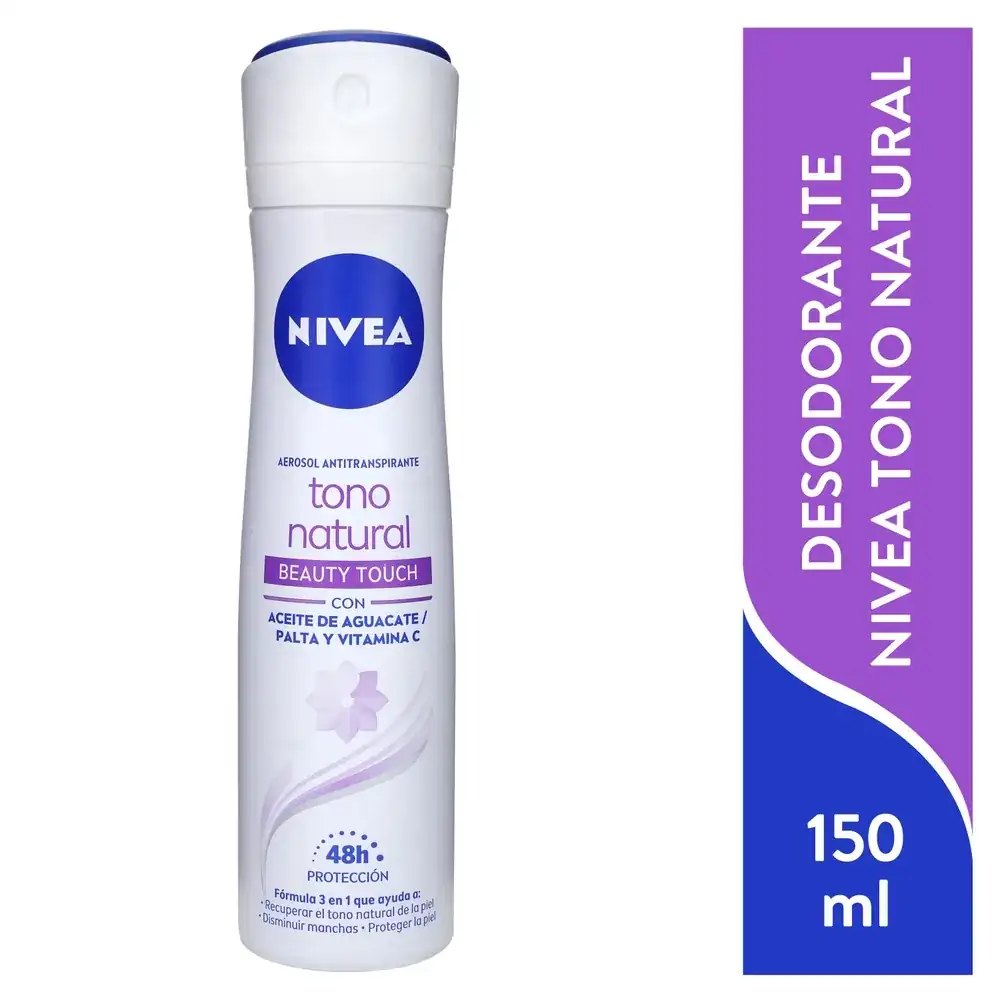 NIVEA
AEROSOL ANTITRANSPIRANTE
tono
natural
BEAUTY TOUCH
CON
ACEITE DE AGUACATE /
PALTA Y VITAMINA C
48h
PROTECCIÓN
Fórmula 3 en 1 que ayuda a:
• Recuperar el tono natural de la piel
• Disminuir manchas • Proteger la piel
DESODORANTE
NIVEA TONO NATURAL
150
ml